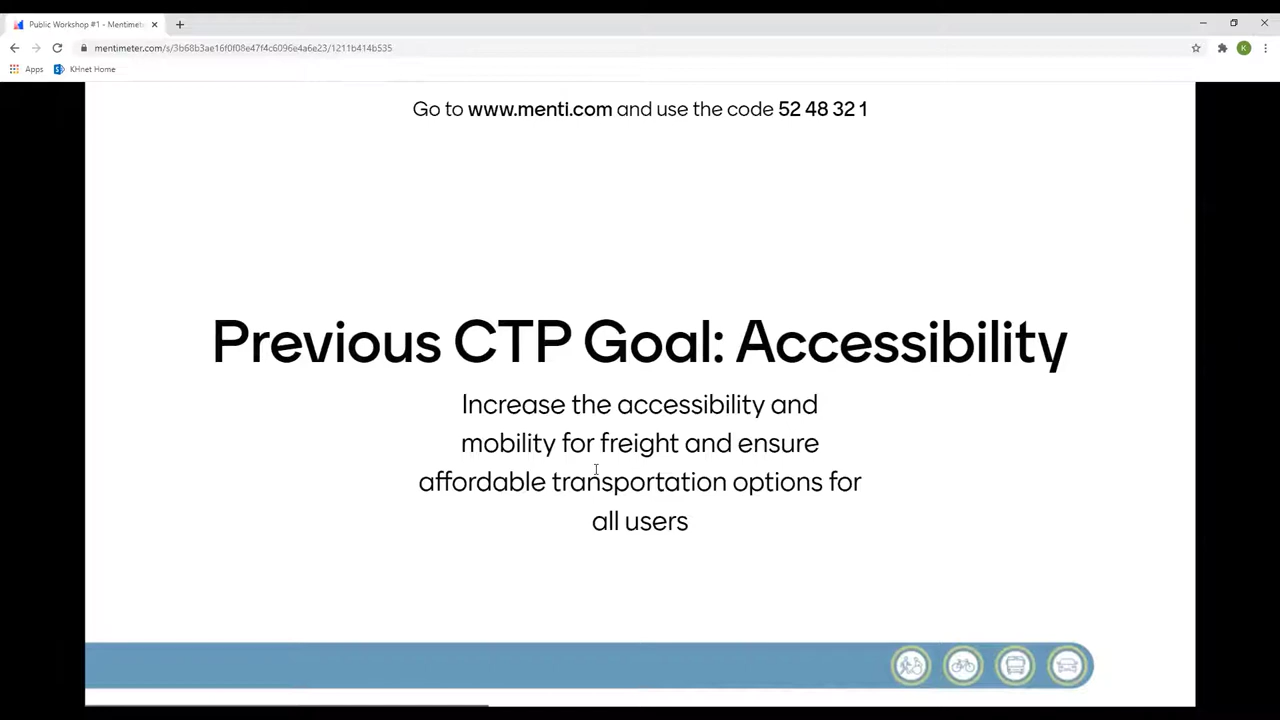 Public Workshop #1 - Mentimete
mentimeter.com/s/3b68b3ae16f0f08e47f4c6096e4a6e23/1211b414b535
K
Apps
S
KHnet Home
Go to www.menti.com and use the code 52 48 32 1
Previous CTP Goal: Accessibility
Increase the accessibility and
mobility for freight and ensure
affordable transportation options for
all users